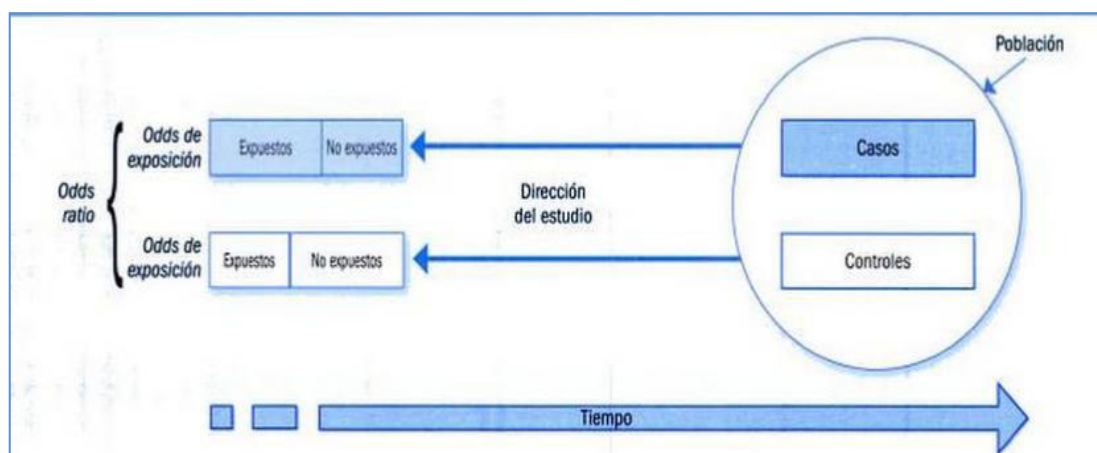 Población
Odds de
exposición
Expuestos
No expuestos
Casos
Odds
ratio
Dirección
del estudio
Odds de
exposición
Expuestos
No expuestos
Controles
Tiempo